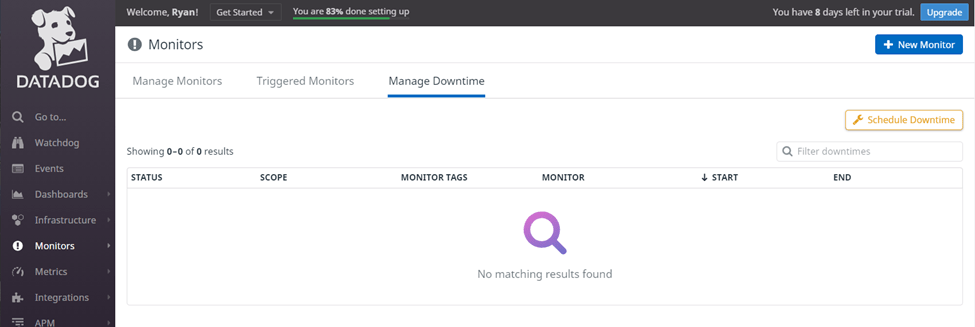 Welcome, Ryan! Get Started You are 83% done setting up You have 8 days left in your trial. Upgrade
DATADOG
Go to...
Watchdog
Events
Dashboards
Infrastructure
Monitors
Metrics
Integrations
APM
Monitors New Monitor
Manage Monitors Triggered Monitors Manage Downtime
Schedule Downtime
Showing 0–0 of 0 results Filter downtimes
STATUS SCOPE MONITOR TAGS MONITOR ↓ START END
No matching results found